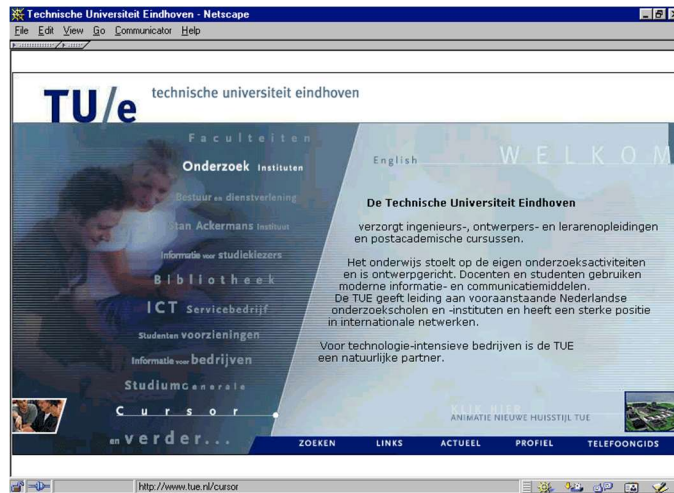 Technische Universiteit Eindhoven - Netscape
File Edit View Go Communicator Help
TU/e technische universiteit eindhoven
Faculteiten
Onderzoek Instituten
Bestuur en dienstverlening
Stan Ackermans Instituut
Informatie voor studiekiezers
Bibliotheek
ICT Servicebedrijf
Studenten voorzieningen
Informatie voor bedrijven
Studium Generale
Cursor
en verder...
English
WELKOM
De Technische Universiteit Eindhoven
verzorgt ingenieurs-, ontwerpers- en lerarenopleidingen
en postacademische cursussen.
Het onderwijs stoelt op de eigen onderzoeksactiviteiten
en is ontwerpgericht. Docenten en studenten gebruiken
moderne informatie- en communicatiemiddelen.
De TUE geeft leiding aan vooraanstaande Nederlandse
onderzoekscholen en -instituten en heeft een sterke positie
in internationale netwerken.
Voor technologie-intensieve bedrijven is de TUE
een natuurlijke partner.
KLIK HIER
ANIMATIE NIEUWE HUISSTIJL TUE
ZOEKEN LINKS ACTUEEL PROFIEL TELEFOONGIDS
http://www.tue.nl/cursor